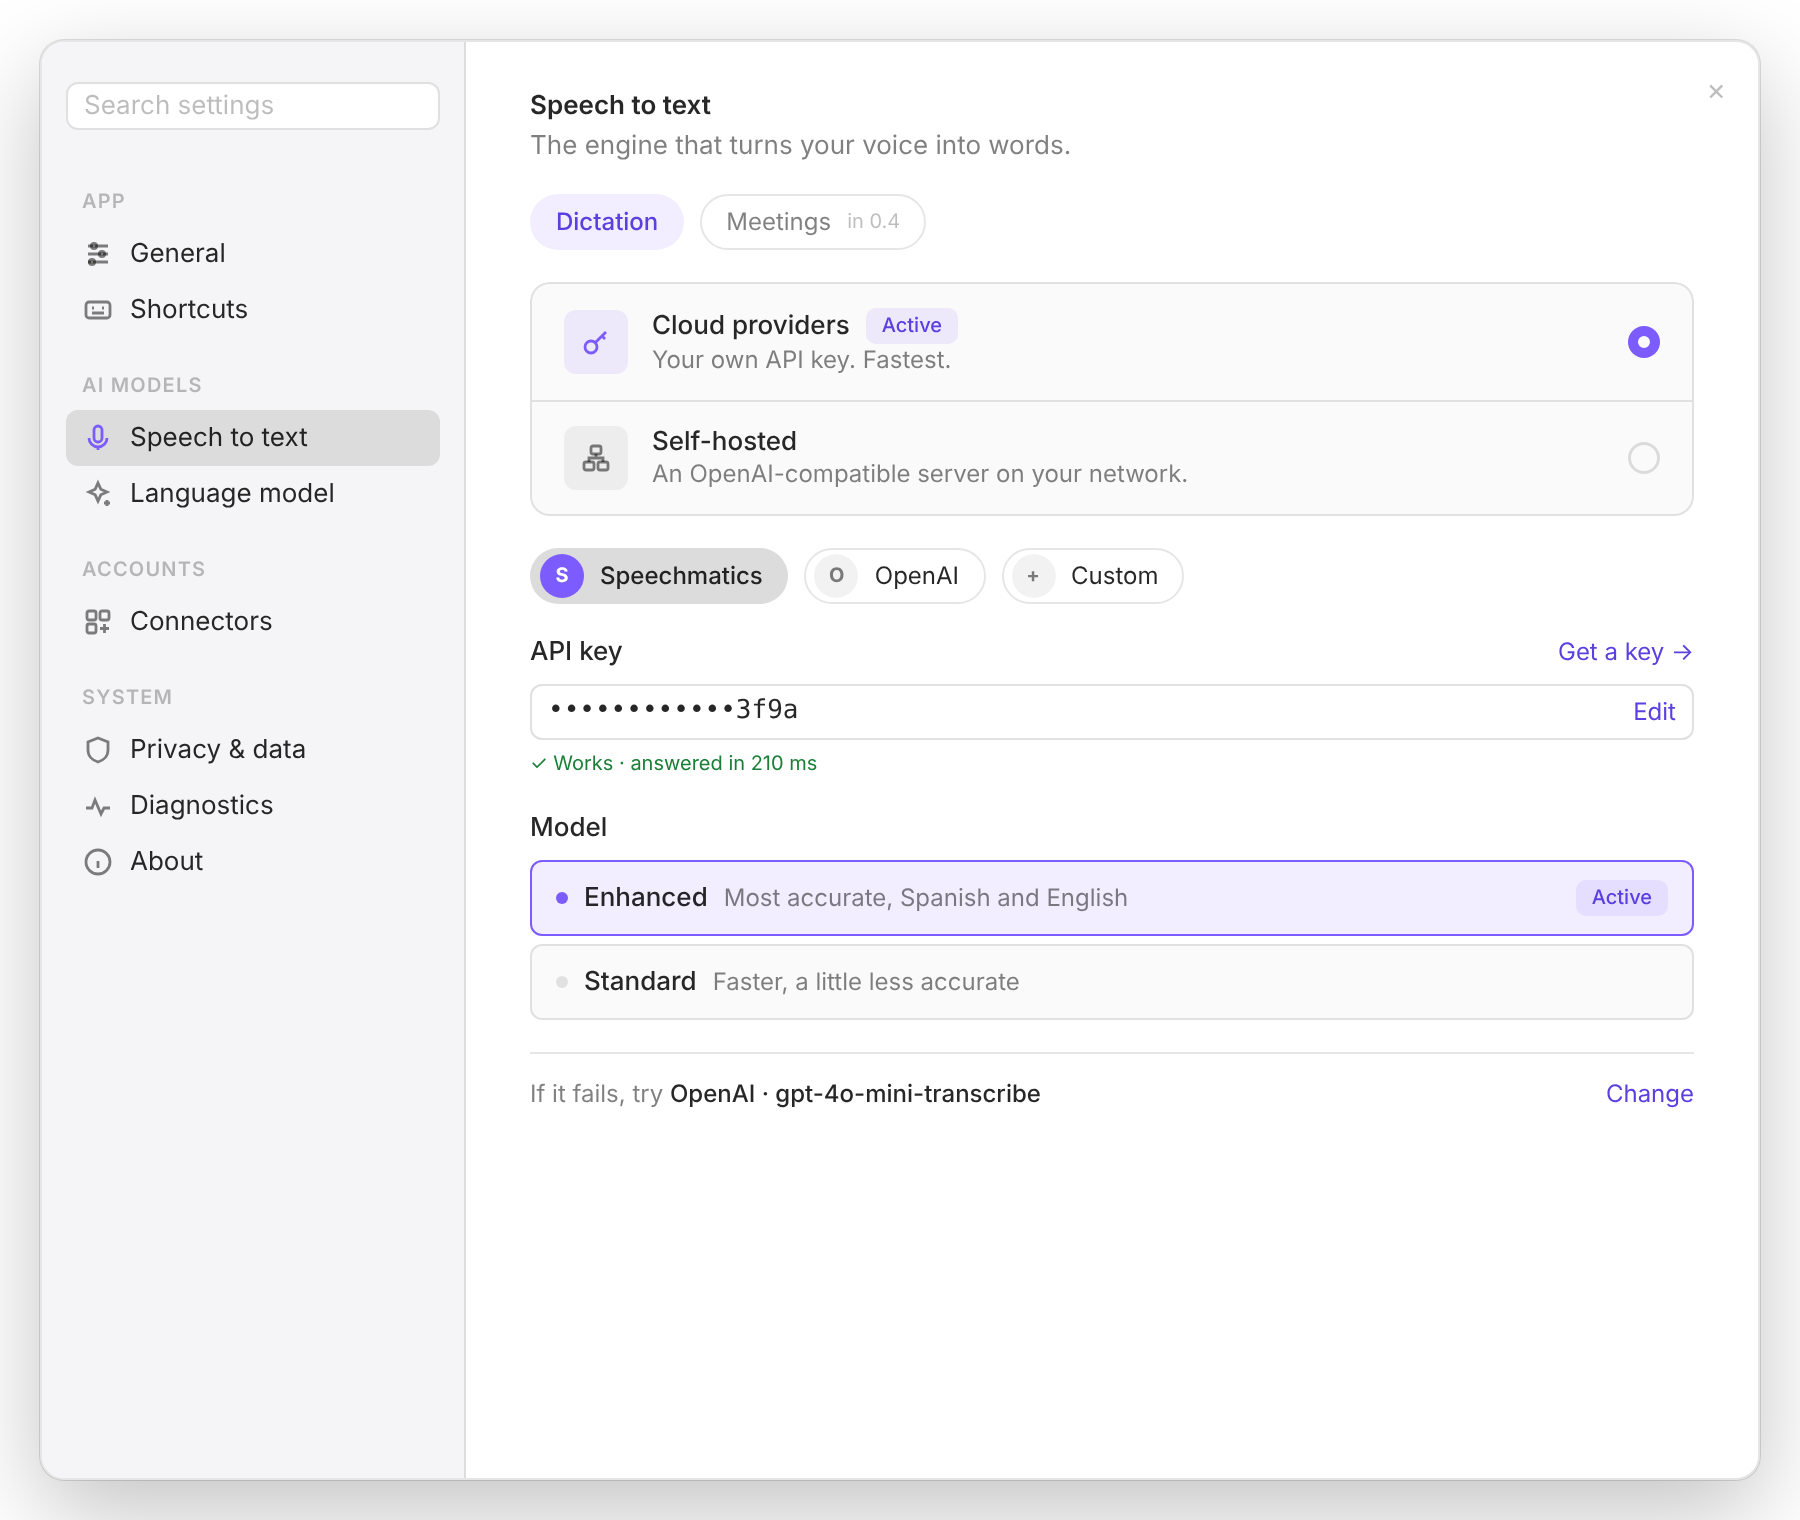 Search settings
APP
General
Shortcuts
AI MODELS
Speech to text
Language model
ACCOUNTS
Connectors
SYSTEM
Privacy & data
Diagnostics
About
×
Speech to text
The engine that turns your voice into words.
Dictation
Meetings in 0.4
Cloud providers Active
Your own API key. Fastest.
Self-hosted
An OpenAI-compatible server on your network.
S Speechmatics
O OpenAI
+ Custom
API key
Get a key →
••••••••••••3f9a
Edit
✓ Works · answered in 210 ms
Model
Enhanced Most accurate, Spanish and English Active
Standard Faster, a little less accurate
If it fails, try OpenAI · gpt-4o-mini-transcribe
Change